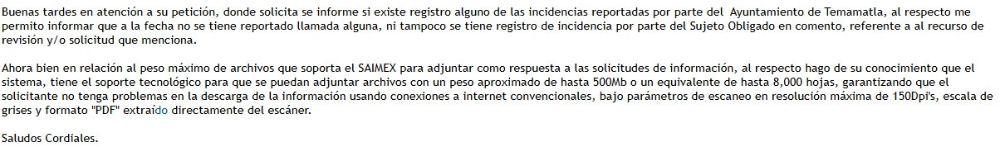 Buenas tardes en atención a su petición, donde solicita se informe si existe registro alguno de las incidencias reportadas por parte del  Ayuntamiento de Temamatla, al respecto me
permito informar que a la fecha no se tiene reportado llamada alguna, ni tampoco se tiene registro de incidencia por parte del Sujeto Obligado en comento, referente a al recurso de
revisión y/o solicitud que menciona.
Ahora bien en relación al peso máximo de archivos que soporta el SAIMEX para adjuntar como respuesta a las solicitudes de información, al respecto hago de su conocimiento que el
sistema, tiene el soporte tecnológico para que se puedan adjuntar archivos con un peso aproximado de hasta 500Mb o un equivalente de hasta 8,000 hojas, garantizando que el
solicitante no tenga problemas en la descarga de la información usando conexiones a internet convencionales, bajo parámetros de escaneo en resolución máxima de 150Dpi's, escala de
grises y formato "PDF" extraído directamente del escáner.
Saludos Cordiales.